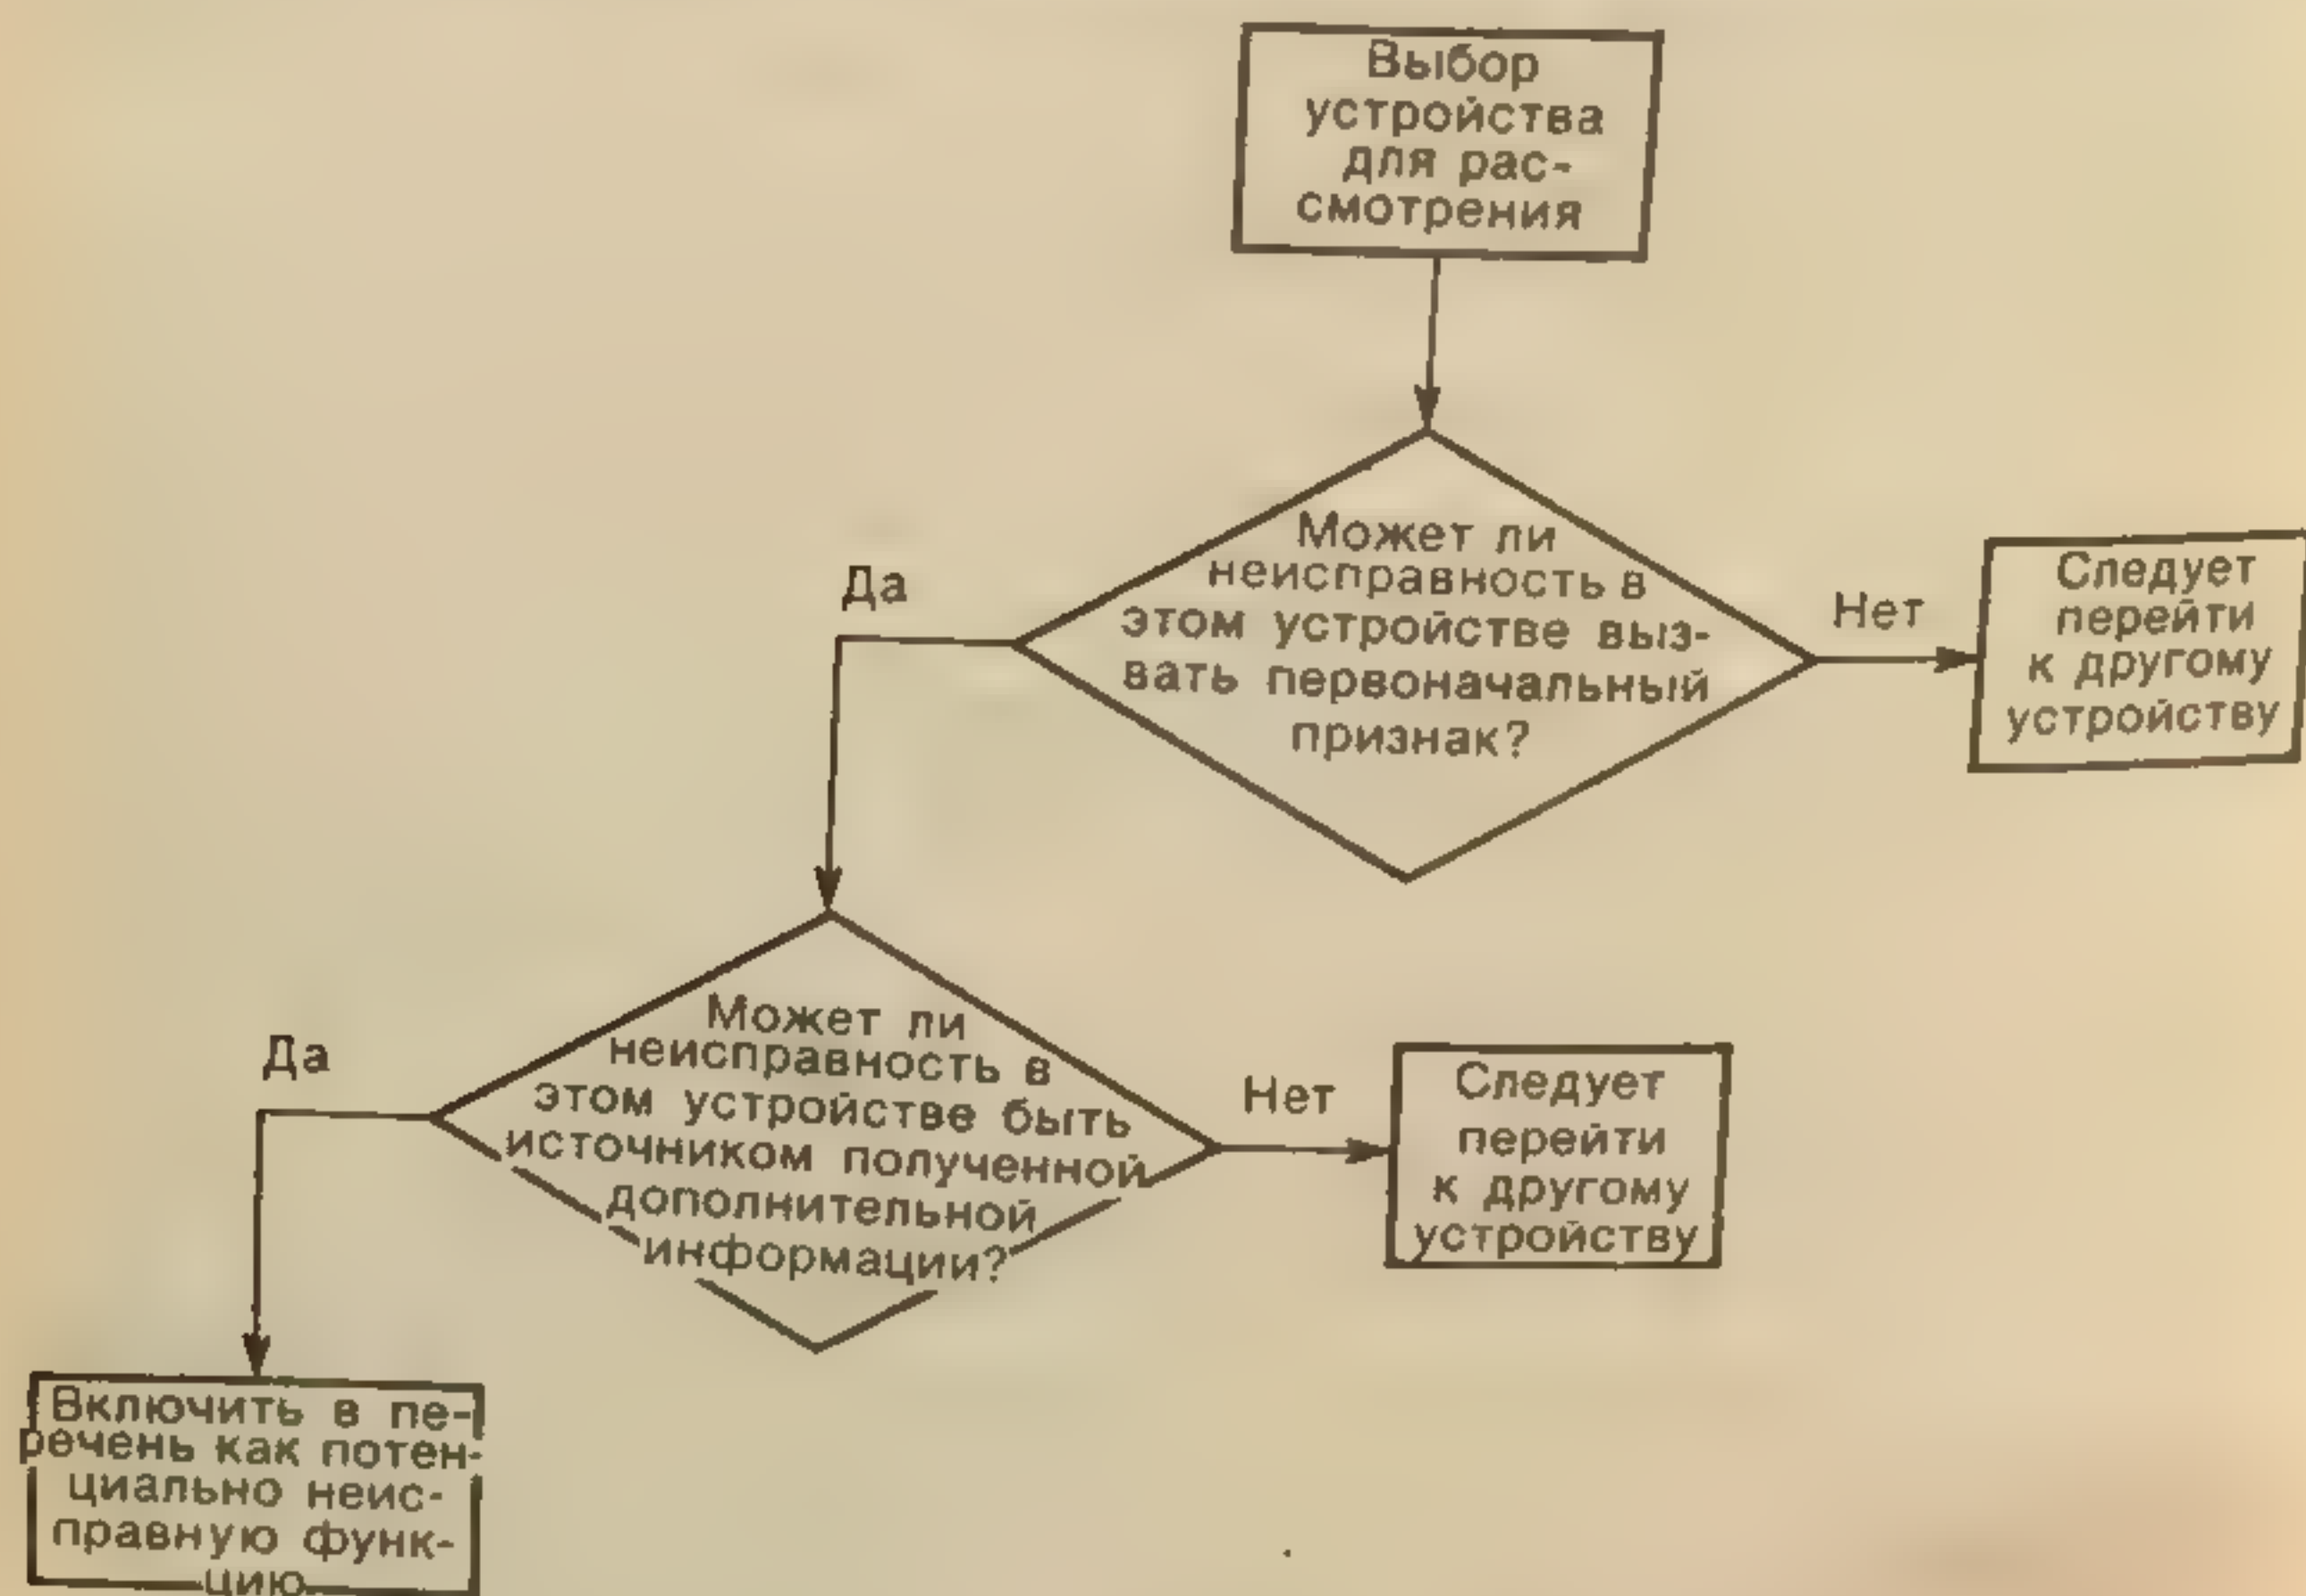 Выбор
устройства
для рас-
смотрения
Может ли
неисправность в
этом устройстве выз-
вать первоначальный
признак?
Да
Нет
Следует
перейти
к другому
устройству
Может ли
неисправность в
этом устройстве быть
источником полученной
дополнительной
информации?
Да
Нет
Следует
перейти
к другому
устройству
Включить в пе-
речень как потен-
циально неис-
правную функ-
цию